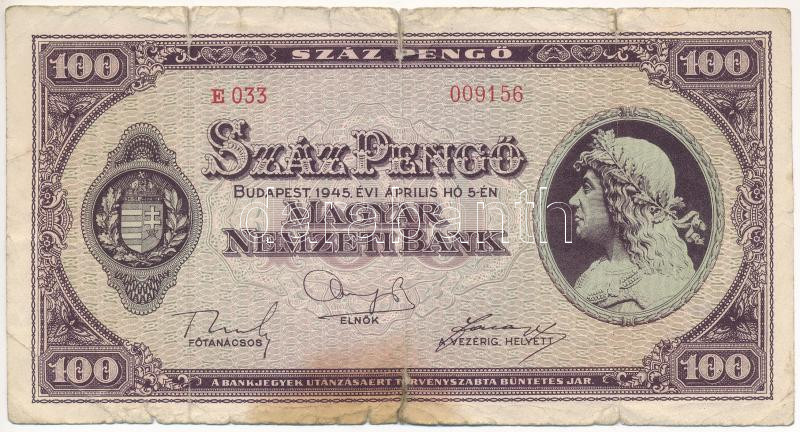 100 SZÁZ PENGŐ 100
E 033 009156
SZÁZ PENGŐ
BUDAPEST 1945. ÉVI ÁPRILIS HÓ 5-ÉN
MAGYAR
NEMZETI BANK
ELNÖK
FŐTANÁCSOS
A VEZÉRIG. HELYETT
100 100
A BANKJEGYEK UTÁNZÁSAÉRT TÖRVÉNYSZABTA BÜNTETÉS JÁR.